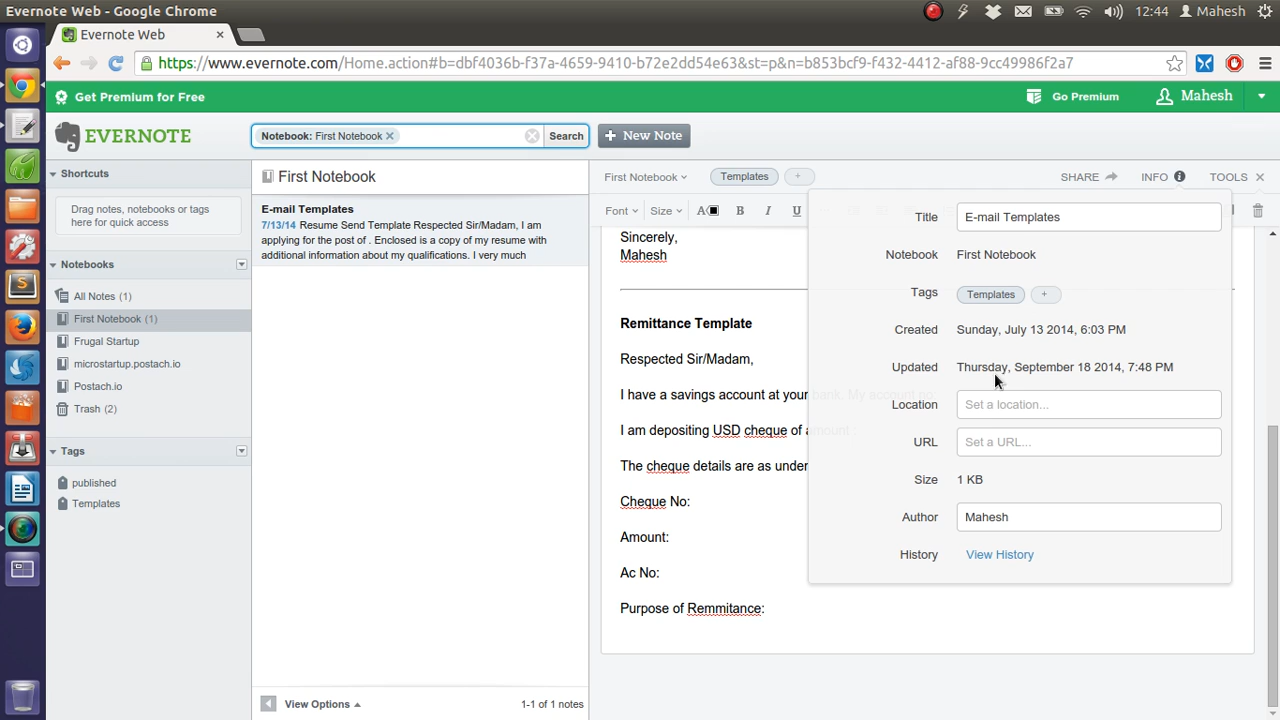 Evernote Web - Google Chrome
12:44 Mahesh
Evernote Web
https://www.evernote.com/Home.action#b=dbf4036b-f37a-4659-9410-b72e2dd54e63&st=p&n=b853bcf9-f432-4412-af88-9cc49986f2a7
Get Premium for Free
Go Premium
Mahesh
EVERNOTE
Notebook: First Notebook
Search
+ New Note
Shortcuts
Drag notes, notebooks or tags
here for quick access
Notebooks
All Notes (1)
First Notebook (1)
Frugal Startup
microstartup.postach.io
Postach.io
Trash (2)
Tags
published
Templates
First Notebook
E-mail Templates
7/13/14 Resume Send Template Respected Sir/Madam, I am
applying for the post of . Enclosed is a copy of my resume with
additional information about my qualifications. I very much
View Options
1-1 of 1 notes
First Notebook
Templates
+
SHARE
INFO
TOOLS
Font
Size
A
B
I
U
Sincerely,
Mahesh
Remittance Template
Respected Sir/Madam,
I have a savings account at your bank. My account no:
I am depositing USD cheque of amount :
The cheque details are as under
Cheque No:
Amount:
Ac No:
Purpose of Remmitance:
Title E-mail Templates
Notebook First Notebook
Tags Templates +
Created Sunday, July 13 2014, 6:03 PM
Updated Thursday, September 18 2014, 7:48 PM
Location Set a location...
URL Set a URL...
Size 1 KB
Author Mahesh
History View History